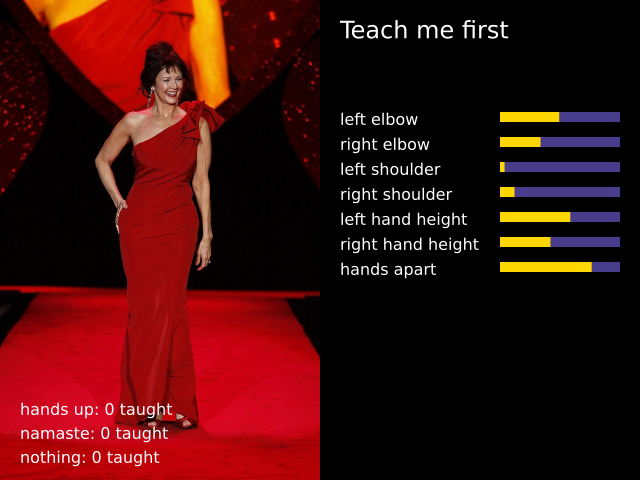 Teach me first
left elbow
right elbow
left shoulder
right shoulder
left hand height
right hand height
hands apart
hands up: 0 taught
namaste: 0 taught
nothing: 0 taught